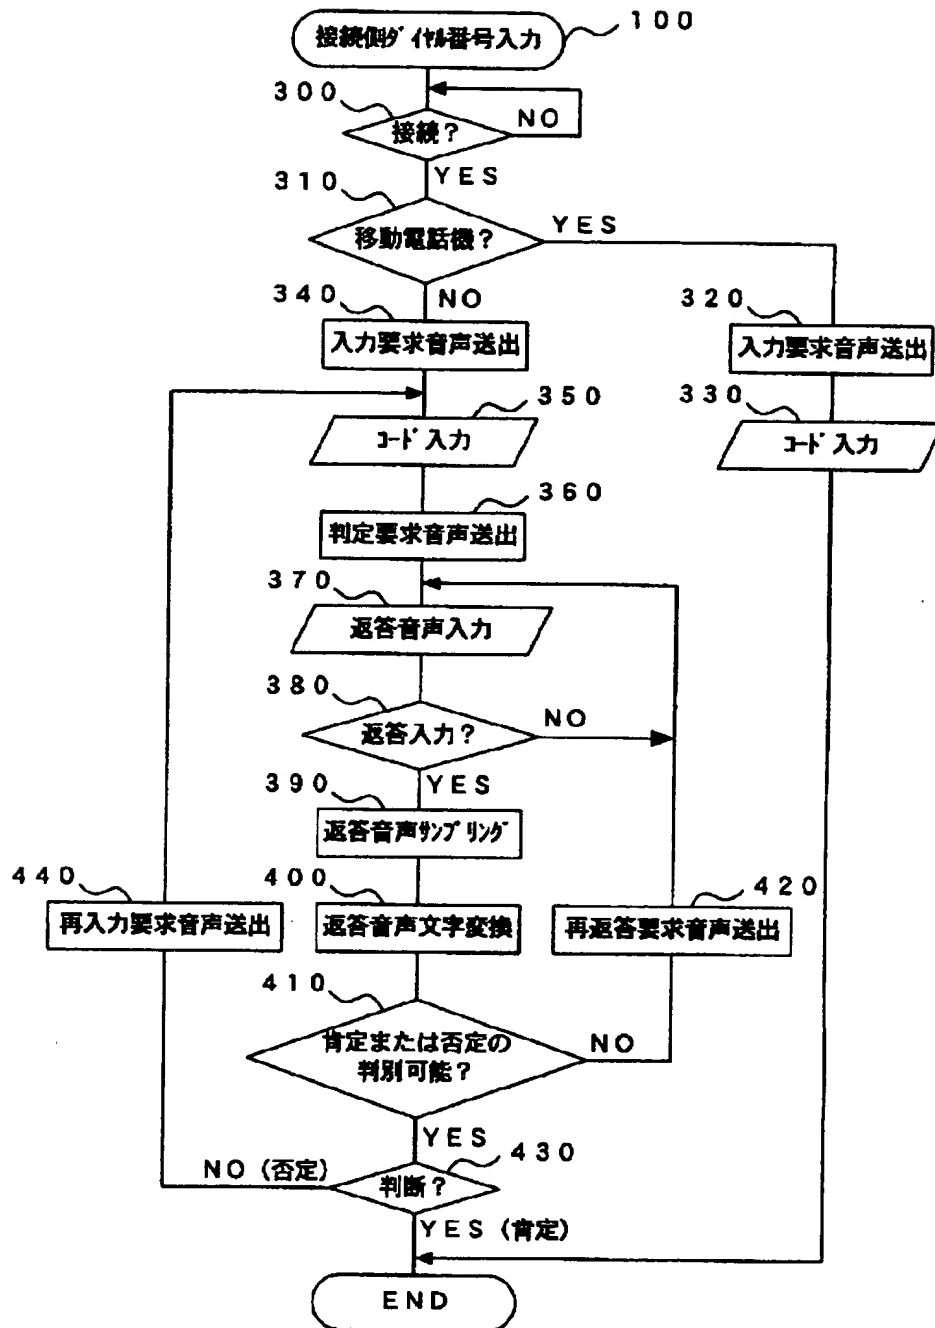 接続側ﾀﾞｲﾔﾙ番号入力
100
300
接続？
NO
YES
310
移動電話機？
YES
NO
340
入力要求音声送出
320
入力要求音声送出
350
ｺｰﾄﾞ入力
330
ｺｰﾄﾞ入力
360
判定要求音声送出
370
返答音声入力
380
返答入力？
NO
YES
390
返答音声ｻﾝﾌﾟﾘﾝｸﾞ
440
再入力要求音声送出
400
返答音声文字変換
420
再返答要求音声送出
410
肯定または否定の
判別可能？
NO
YES
430
判断？
NO（否定）
YES（肯定）
END